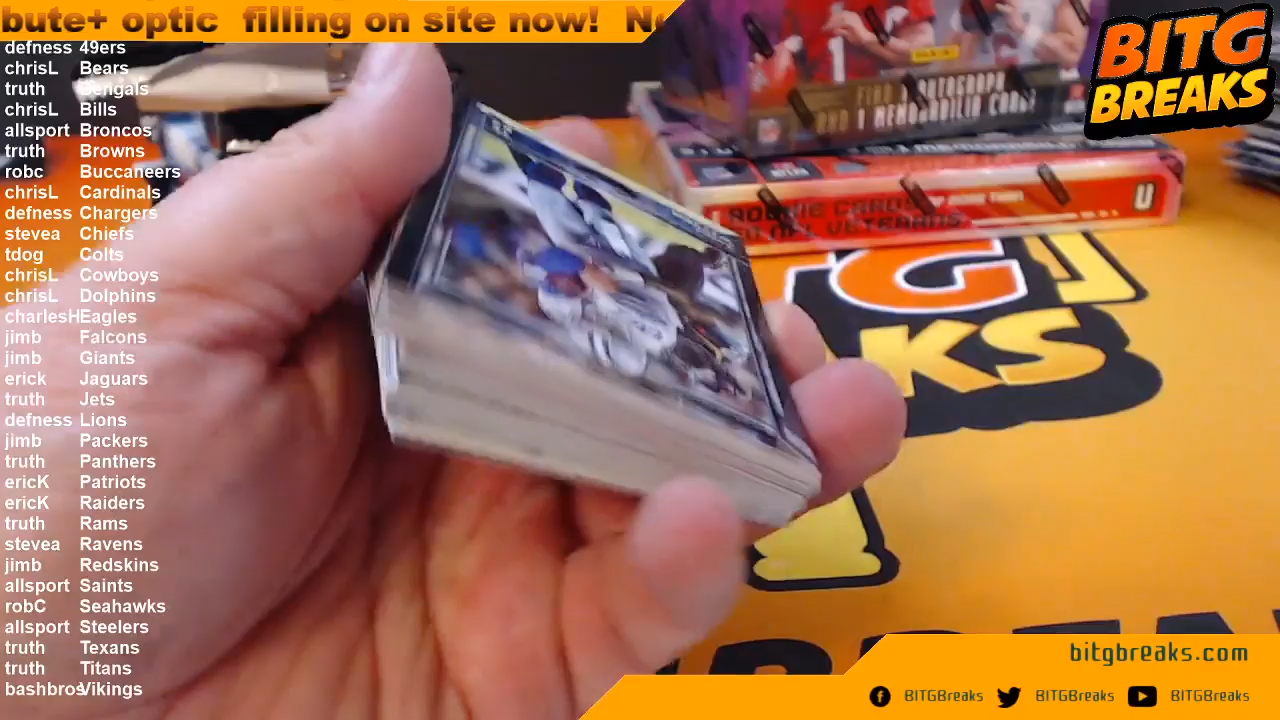 bute+ optic filling on site now! N
defness 49ers
chrisL Bears
truth Bengals
chrisL Bills
allsport Broncos
truth Browns
robc Buccaneers
chrisL Cardinals
defness Chargers
stevea Chiefs
tdog Colts
chrisL Cowboys
chrisL Dolphins
charlesH Eagles
jimb Falcons
jimb Giants
erick Jaguars
truth Jets
defness Lions
jimb Packers
truth Panthers
ericK Patriots
ericK Raiders
truth Rams
stevea Ravens
jimb Redskins
allsport Saints
robC Seahawks
allsport Steelers
truth Texans
truth Titans
bashbros Vikings
BITG
BREAKS
FIND 1 AUTOGRAPH
AND 1 MEMORABILIA CARD!
ROOKIE CARDS
NFL VETERANS
U
G
KS
bitgbreaks.com
BITGBreaks BITGBreaks BITGBreaks